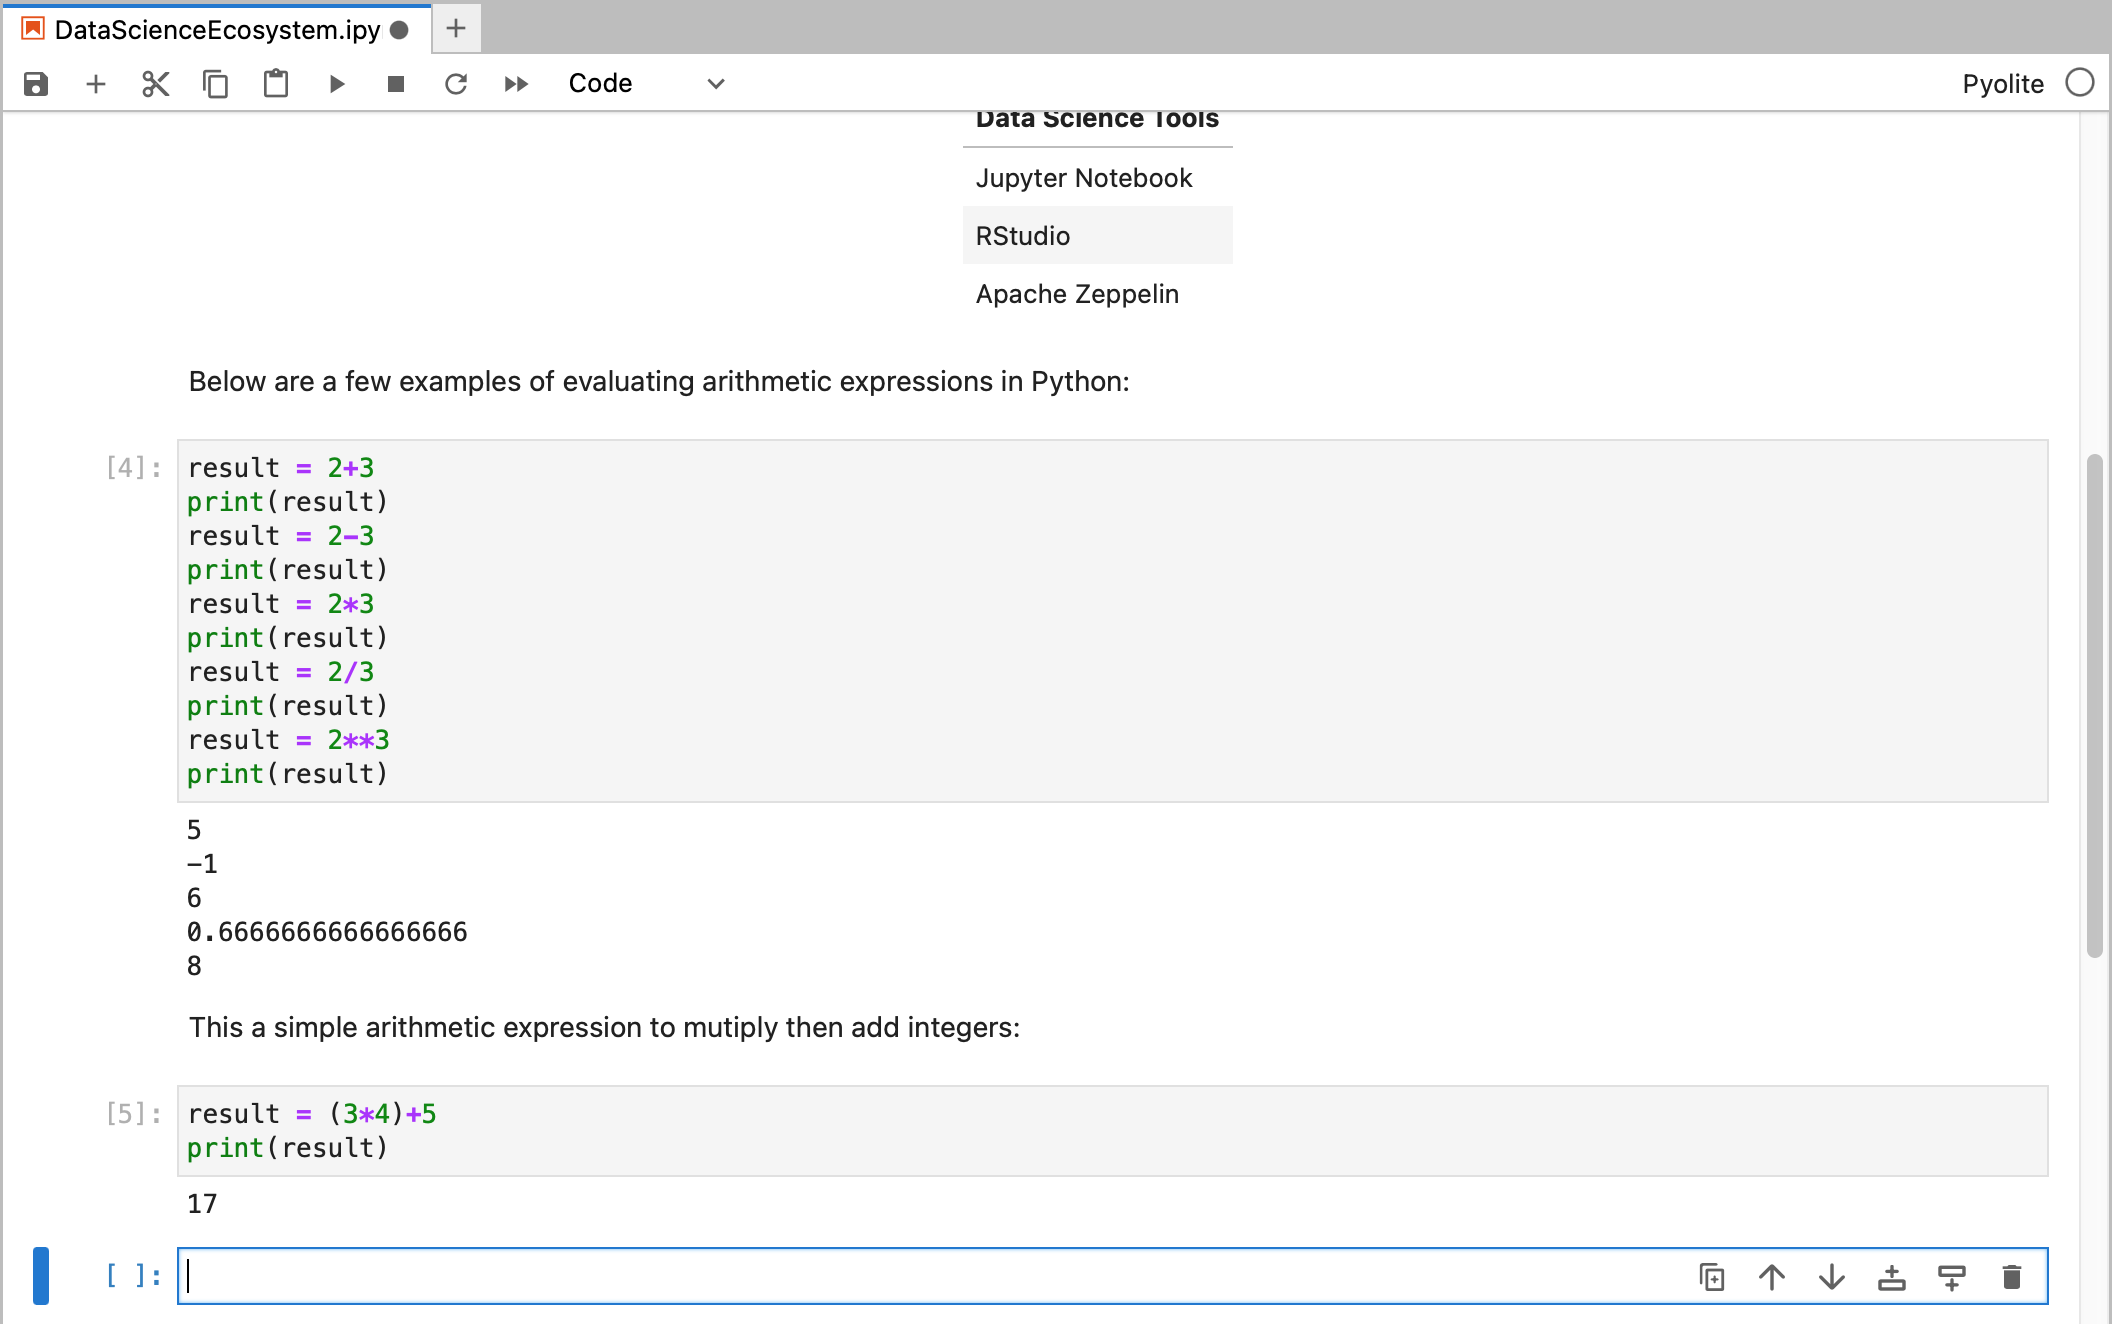 DataScienceEcosystem.ipy
Code
Pyolite
Data Science Tools
Jupyter Notebook
RStudio
Apache Zeppelin
Below are a few examples of evaluating arithmetic expressions in Python:
[4]:
result = 2+3
print(result)
result = 2-3
print(result)
result = 2*3
print(result)
result = 2/3
print(result)
result = 2**3
print(result)
5
-1
6
0.6666666666666666
8
This a simple arithmetic expression to mutiply then add integers:
[5]:
result = (3*4)+5
print(result)
17
[ ]: